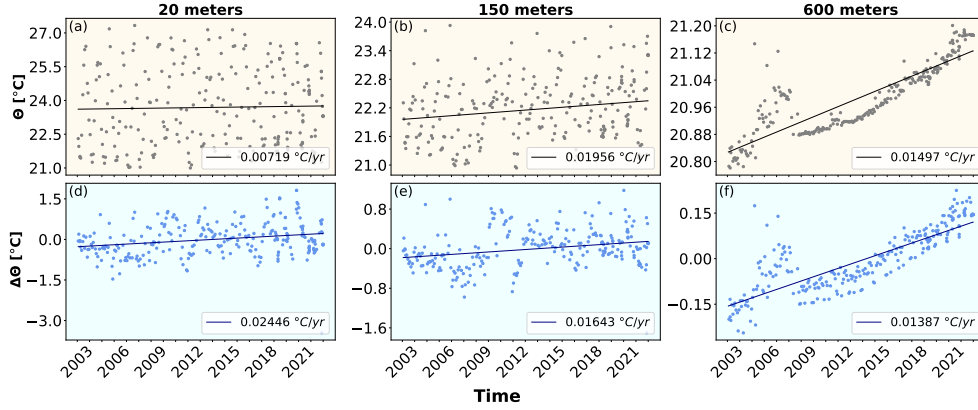 20 meters
150 meters
600 meters
(a)
(b)
(c)
Θ [°C]
27.0
25.5
24.0
22.5
21.0
24.0
23.4
22.8
22.2
21.6
21.0
21.20
21.12
21.04
20.96
20.88
20.80
0.00719 °C/yr
0.01956 °C/yr
0.01497 °C/yr
(d)
(e)
(f)
ΔΘ [°C]
1.5
0.0
−1.5
−3.0
0.8
0.0
−0.8
−1.6
0.15
0.00
−0.15
0.02446 °C/yr
0.01643 °C/yr
0.01387 °C/yr
2003 2006 2009 2012 2015 2018 2021
2003 2006 2009 2012 2015 2018 2021
2003 2006 2009 2012 2015 2018 2021
Time